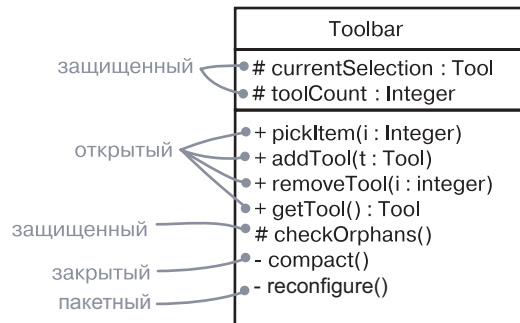 Toolbar
защищенный
# currentSelection : Tool
# toolCount : Integer
открытый
+ pickItem(i : Integer)
+ addTool(t : Tool)
+ removeTool(i : integer)
+ getTool() : Tool
защищенный
# checkOrphans()
закрытый
- compact()
пакетный
- reconfigure()